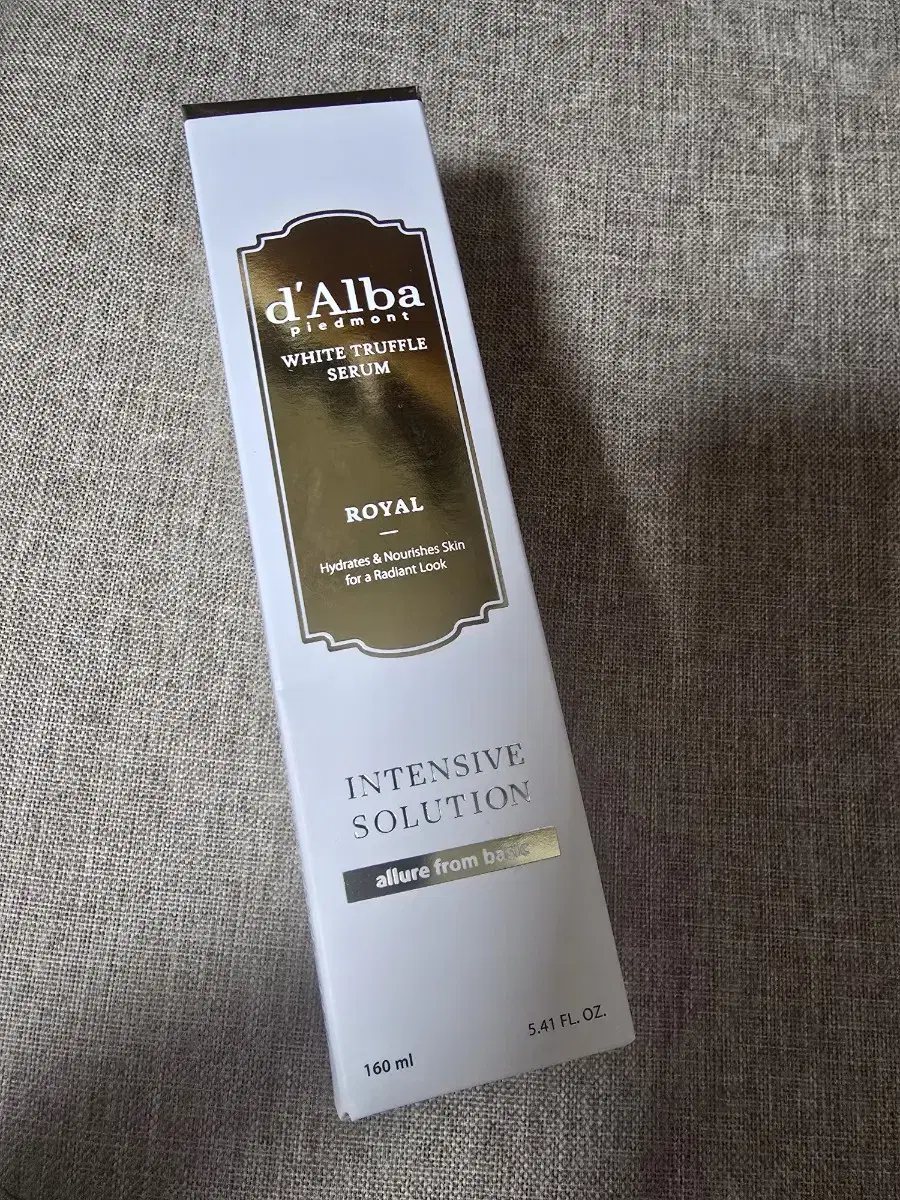 d'Alba
piedmont
WHITE TRUFFLE
SERUM
ROYAL
Hydrates & Nourishes Skin
for a Radiant Look
INTENSIVE
SOLUTION
allure from basic
160 ml
5.41 FL. OZ.